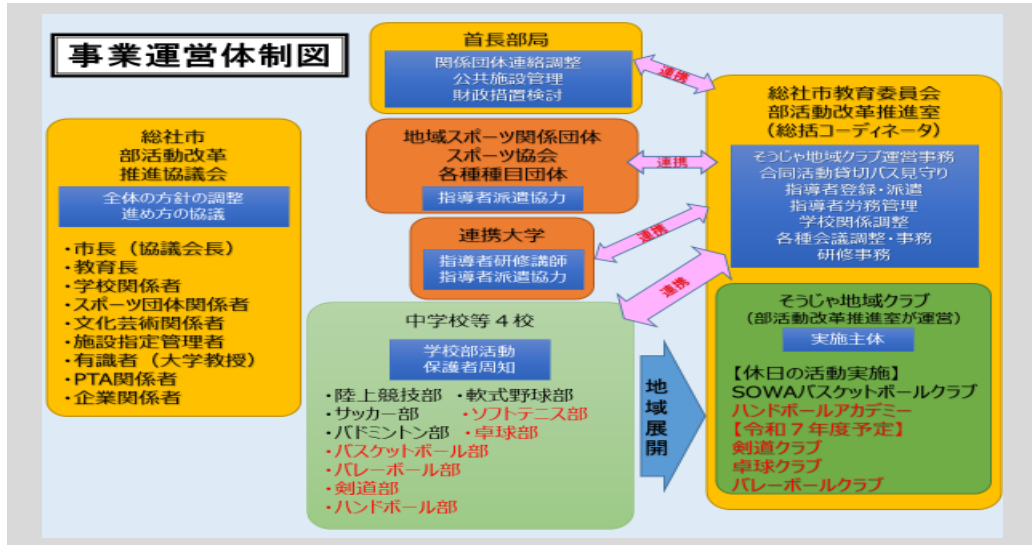 事業運営体制図
総社市
部活動改革
推進協議会
全体の方針の調整
進め方の協議
・市長（協議会長）
・教育長
・学校関係者
・スポーツ団体関係者
・文化芸術関係者
・施設指定管理者
・有識者（大学教授）
・PTA関係者
・企業関係者
首長部局
関係団体連絡調整
公共施設管理
財政措置検討
地域スポーツ関係団体
スポーツ協会
各種種目団体
指導者派遣協力
連携大学
指導者研修講師
指導者派遣協力
中学校等４校
学校部活動
保護者周知
・陸上競技部 ・軟式野球部
・サッカー部 ・ソフトテニス部
・バドミントン部 ・卓球部
・バスケットボール部
・バレーボール部
・剣道部
・ハンドボール部
連携
連携
連携
連携
地域展開
総社市教育委員会
部活動改革推進室
（総括コーディネータ）
そうじゃ地域クラブ運営事務
合同活動貸切バス見守り
指導者登録・派遣
指導者労務管理
学校関係調整
各種会議調整・事務
研修事務
そうじゃ地域クラブ
（部活動改革推進室が運営）
実施主体
【休日の活動実施】
SOWAバスケットボールクラブ
ハンドボールアカデミー
【令和７年度予定】
剣道クラブ
卓球クラブ
バレーボールクラブ